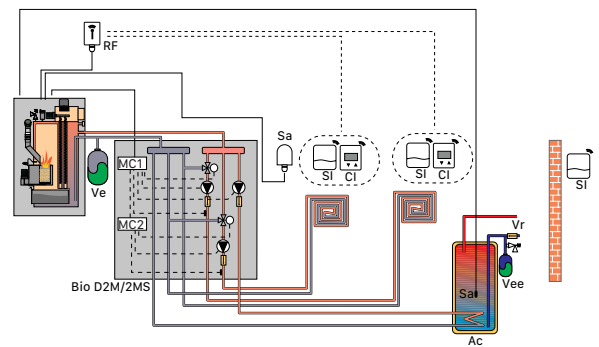 RF
Sa
MC1
SI CI
SI CI
SI
Ve
MC2
Vr
Bio D2M/2MS
Sa
Vee
Ac